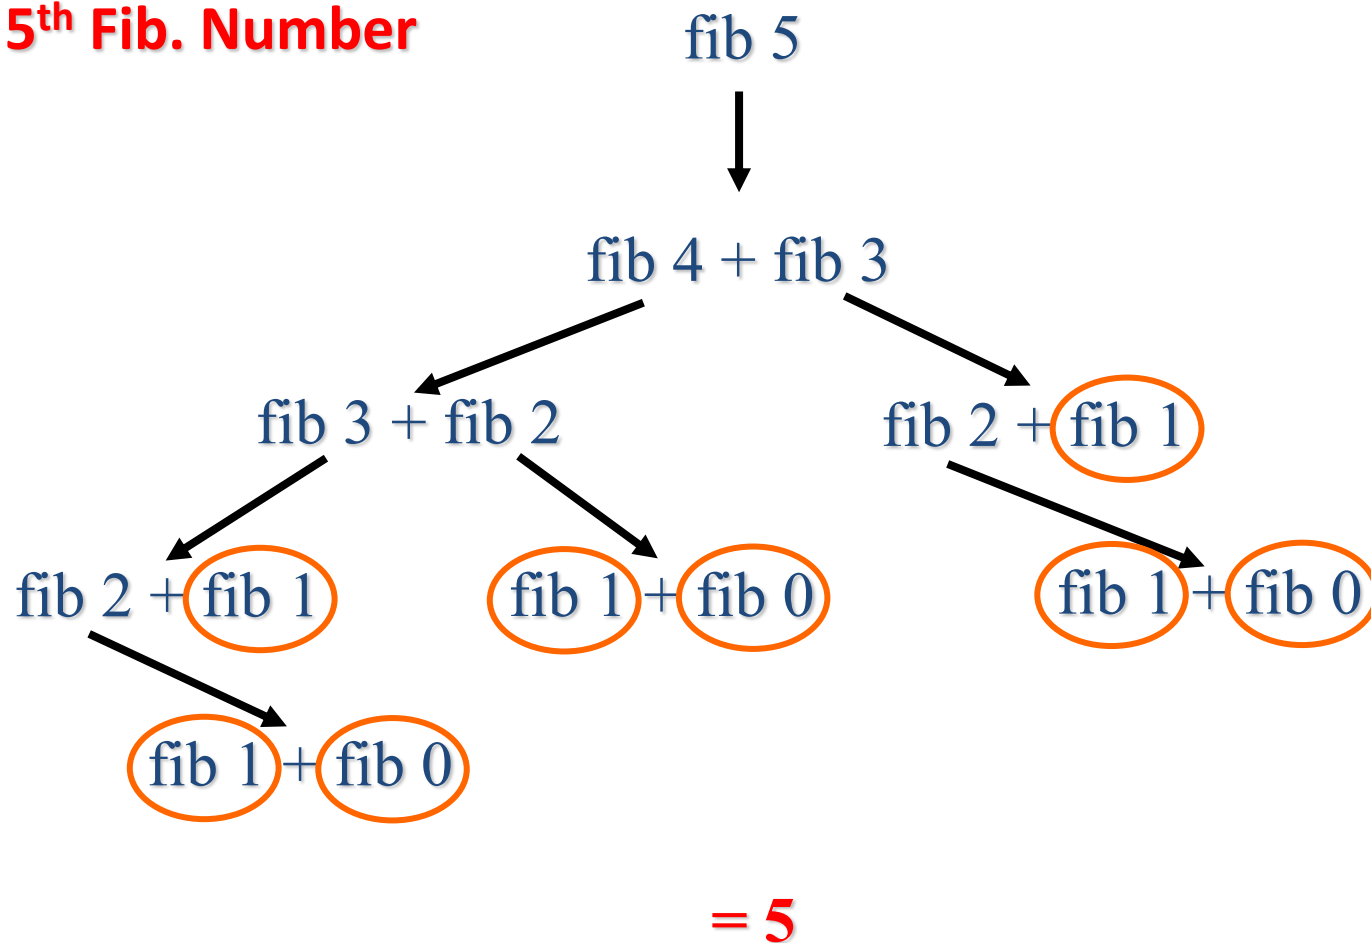 5th Fib. Number
fib 5
fib 4 + fib 3
fib 3 + fib 2
fib 2 + fib 1
fib 2 + fib 1
fib 1 + fib 0
fib 1 + fib 0
fib 1 + fib 0
= 5